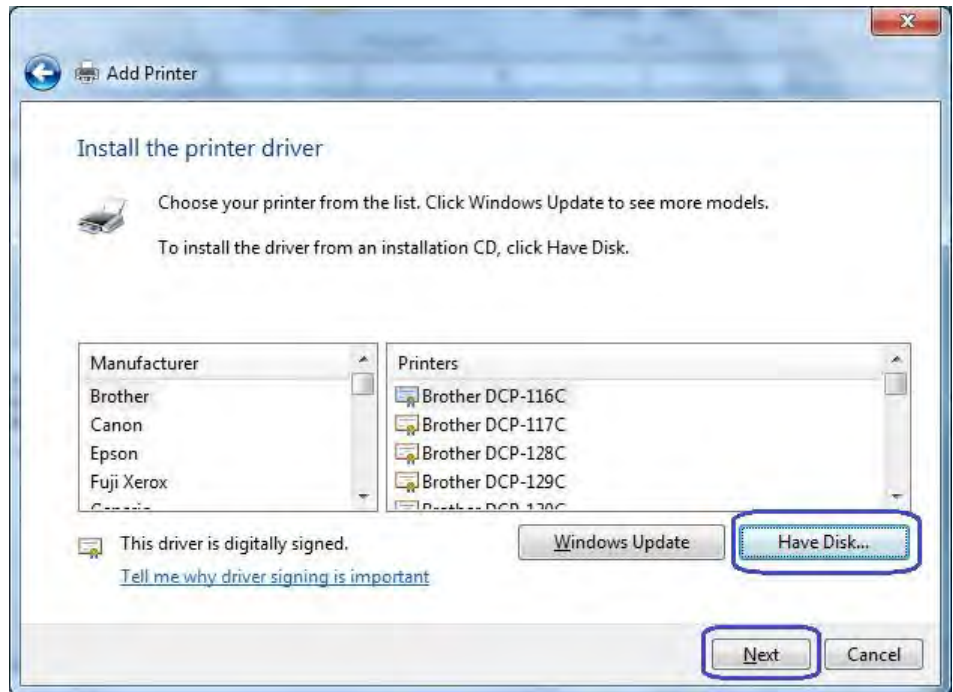 Add Printer
Install the printer driver
Choose your printer from the list. Click Windows Update to see more models.
To install the driver from an installation CD, click Have Disk.
Manufacturer
Brother
Canon
Epson
Fuji Xerox
Printers
Brother DCP-116C
Brother DCP-117C
Brother DCP-128C
Brother DCP-129C
This driver is digitally signed.
Tell me why driver signing is important
Windows Update
Have Disk...
Next
Cancel